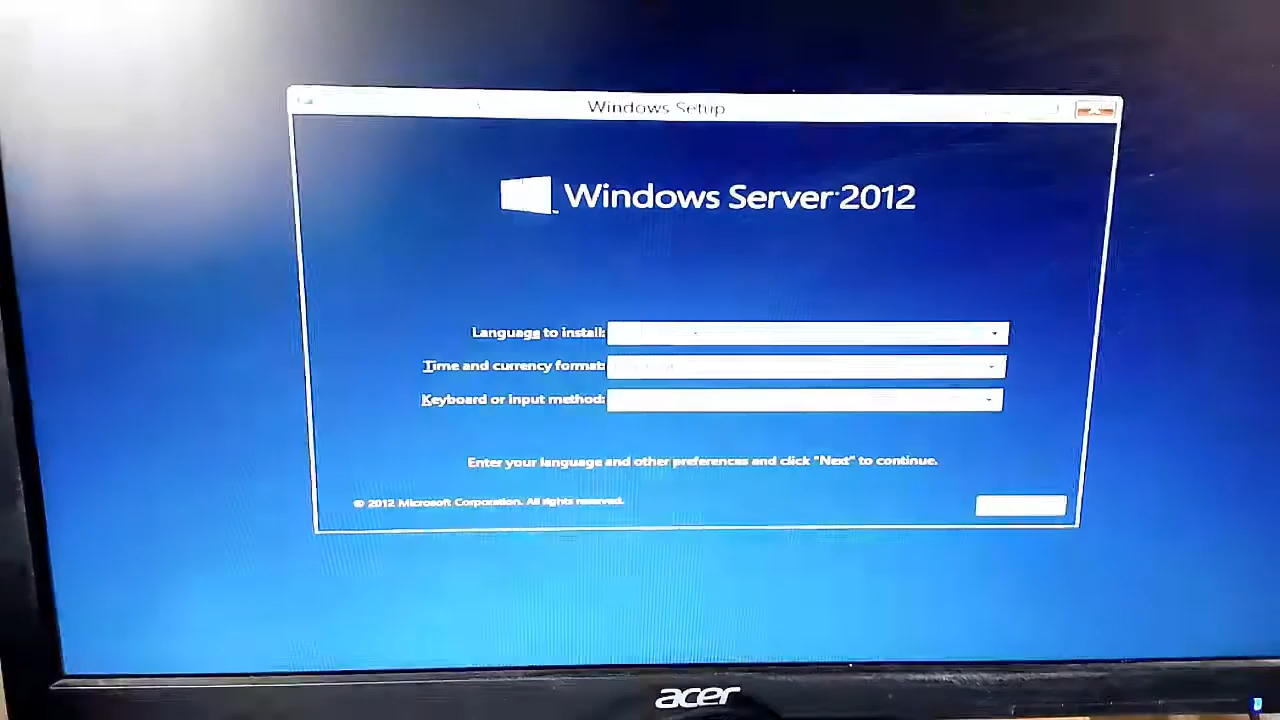 Windows Setup
Windows Server 2012
Language to install:
Time and currency format:
Keyboard or input method:
Enter your language and other preferences and click "Next" to continue.
© 2012 Microsoft Corporation. All rights reserved.
acer